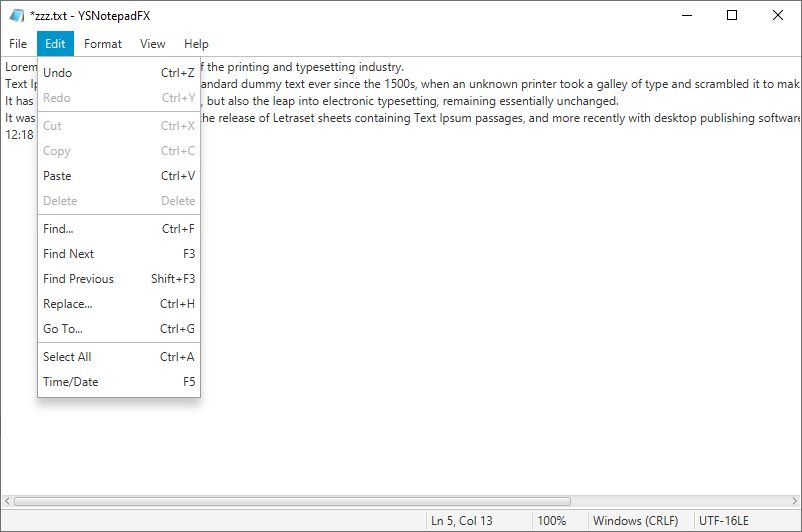 *zzz.txt - YSNotepadFX
File Edit Format View Help
Lorem of the printing and typesetting industry.
Text Ip andard dummy text ever since the 1500s, when an unknown printer took a galley of type and scrambled it to mak
It has , but also the leap into electronic typesetting, remaining essentially unchanged.
It was the release of Letraset sheets containing Text Ipsum passages, and more recently with desktop publishing software
12:18
Undo Ctrl+Z
Redo Ctrl+Y
Cut Ctrl+X
Copy Ctrl+C
Paste Ctrl+V
Delete Delete
Find... Ctrl+F
Find Next F3
Find Previous Shift+F3
Replace... Ctrl+H
Go To... Ctrl+G
Select All Ctrl+A
Time/Date F5
Ln 5, Col 13 100% Windows (CRLF) UTF-16LE